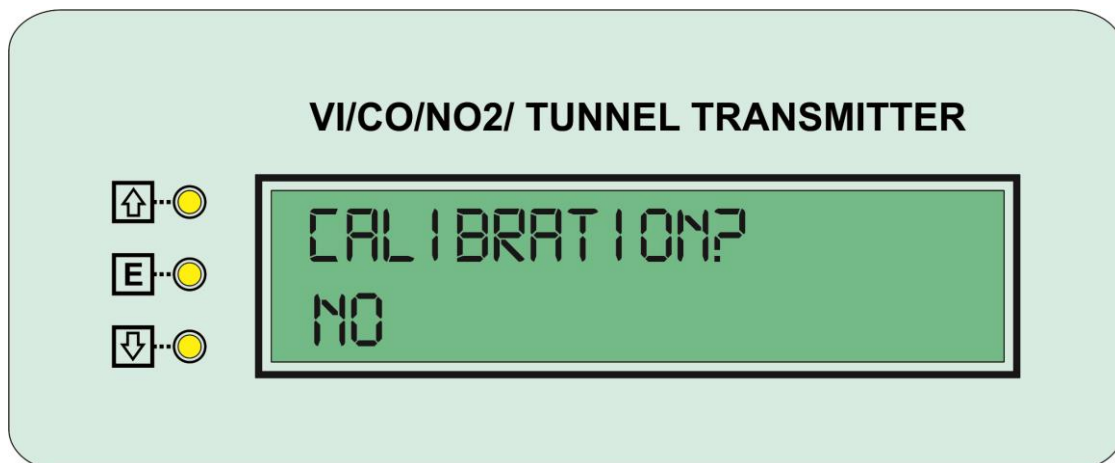 VI/CO/NO2/ TUNNEL TRANSMITTER
CALIBRATION?
E
NO